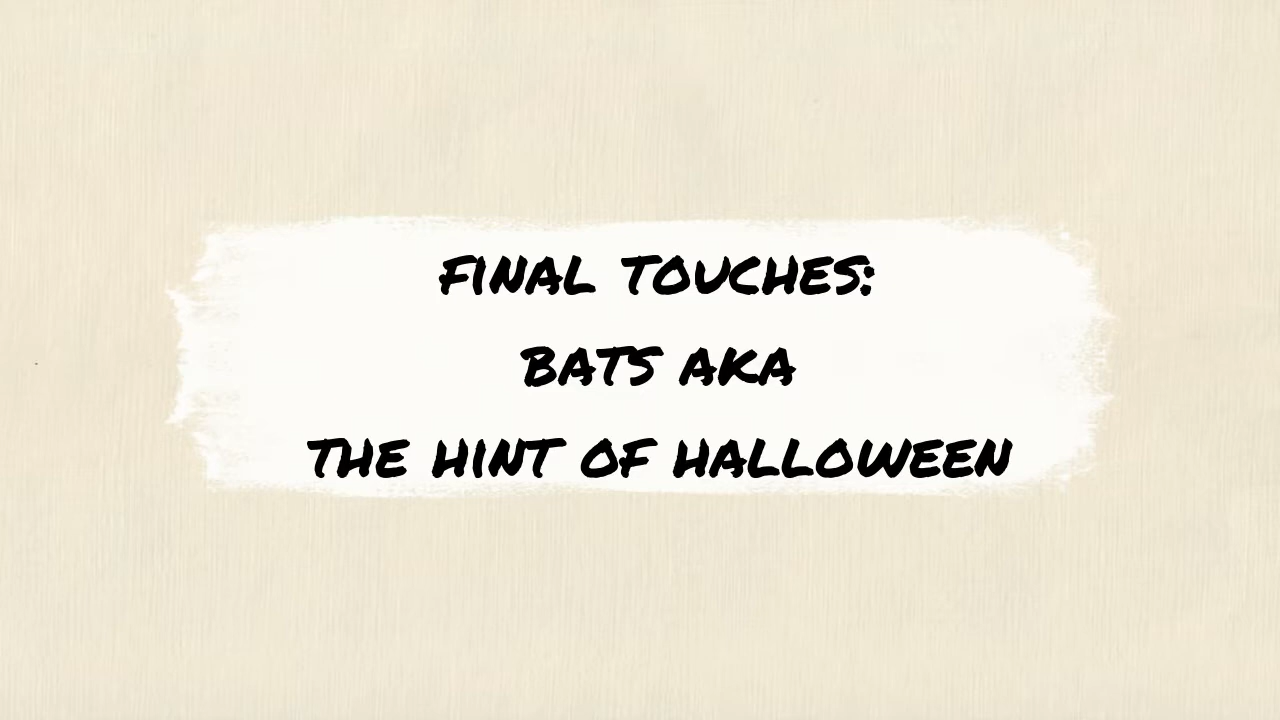 FINAL TOUCHES:
BATS AKA
THE HINT OF HALLOWEEN